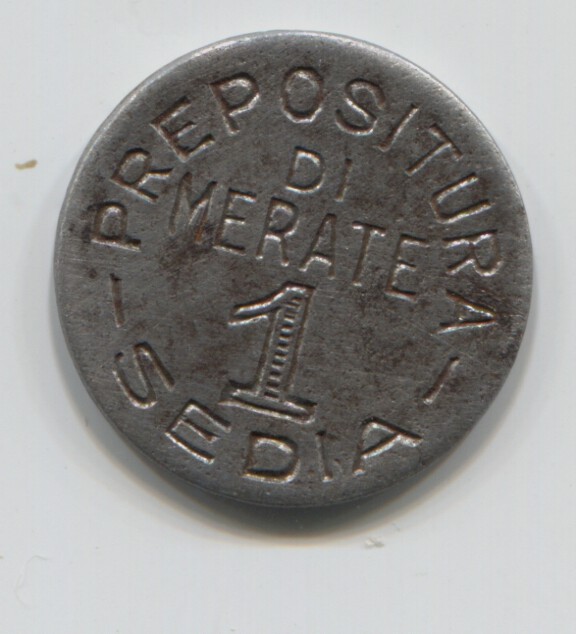 PREPOSITURA
DI
MERATE
1
SEDIA